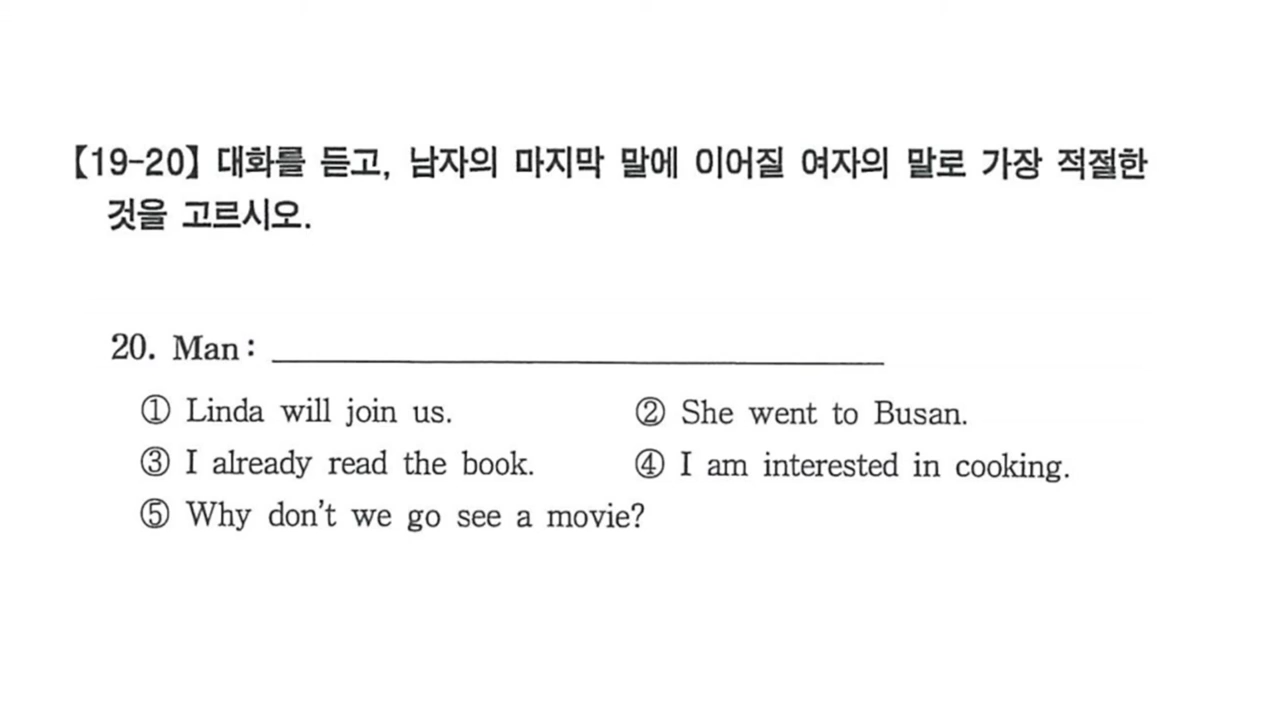 【19-20】 대화를 듣고, 남자의 마지막 말에 이어질 여자의 말로 가장 적절한
것을 고르시오.
20. Man : ____________________
① Linda will join us. ② She went to Busan.
③ I already read the book. ④ I am interested in cooking.
⑤ Why don't we go see a movie?